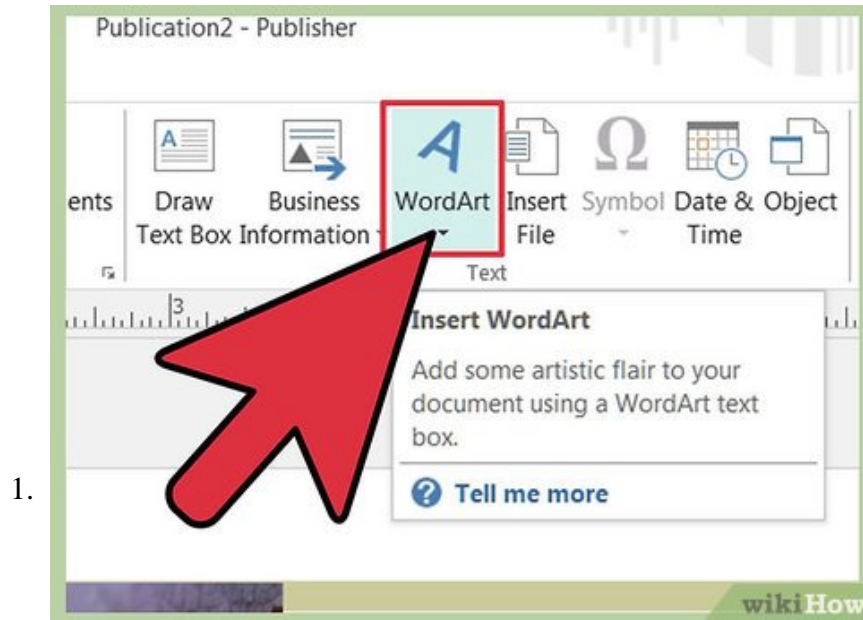 Publication2 - Publisher
ents
Draw
Text Box
Business
Information
WordArt
Insert
File
Symbol
Date &
Time
Object
Text
3
Insert WordArt
Add some artistic flair to your
document using a WordArt text
box.
Tell me more
1.
wikiHow